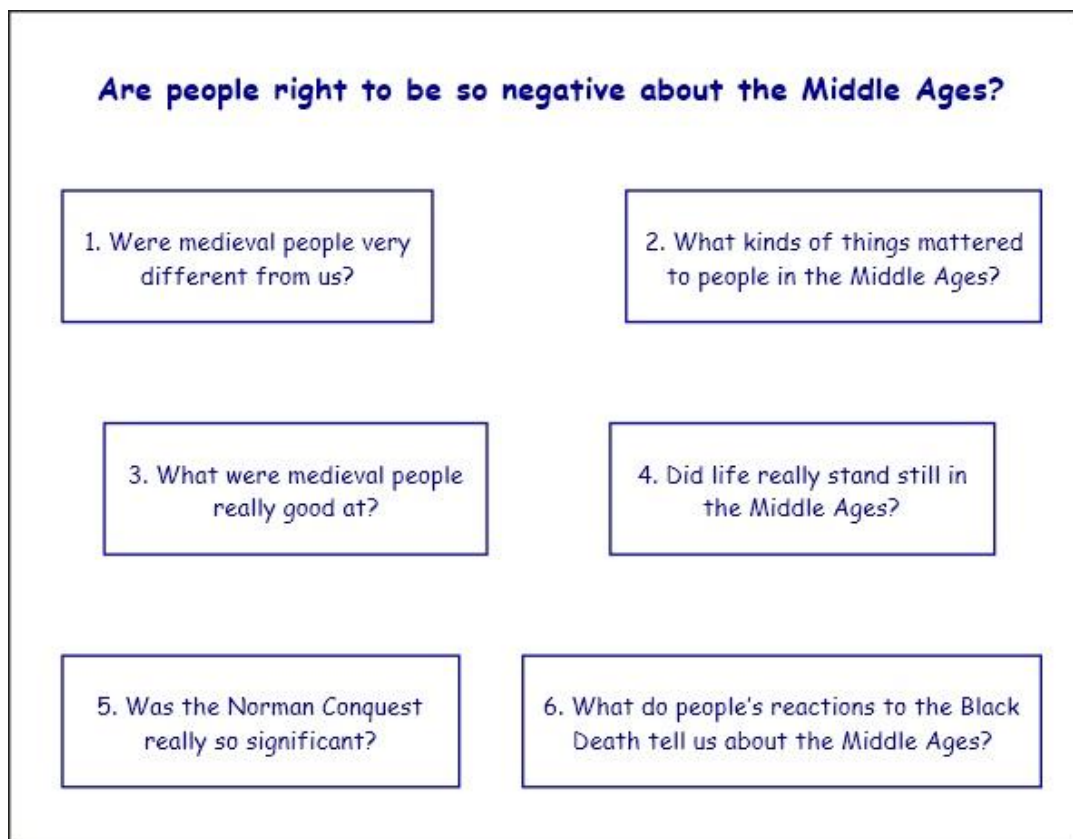 Are people right to be so negative about the Middle Ages?
1. Were medieval people very
different from us?
2. What kinds of things mattered
to people in the Middle Ages?
3. What were medieval people
really good at?
4. Did life really stand still in
the Middle Ages?
5. Was the Norman Conquest
really so significant?
6. What do people's reactions to the Black
Death tell us about the Middle Ages?